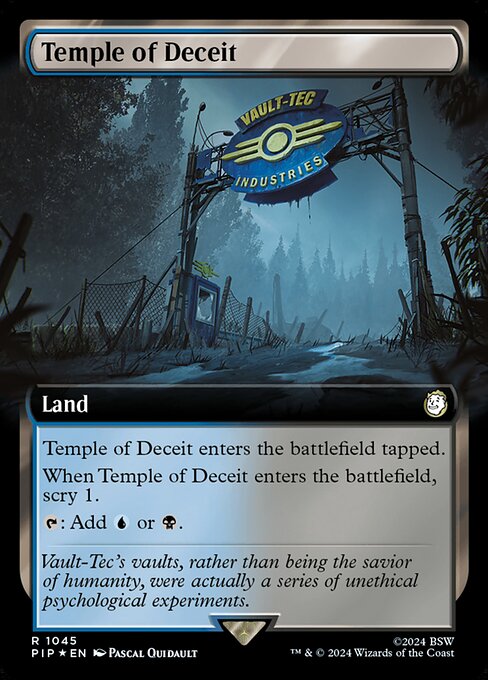 Temple of Deceit
VAULT-TEC
INDUSTRIES
Land
Temple of Deceit enters the battlefield tapped.
When Temple of Deceit enters the battlefield,
scry 1.
: Add or .
Vault-Tec's vaults, rather than being the savior
of humanity, were actually a series of unethical
psychological experiments.
R 1045
©2024 BSW
PIP★EN Pascal Quidault
™ & © 2024 Wizards of the Coast